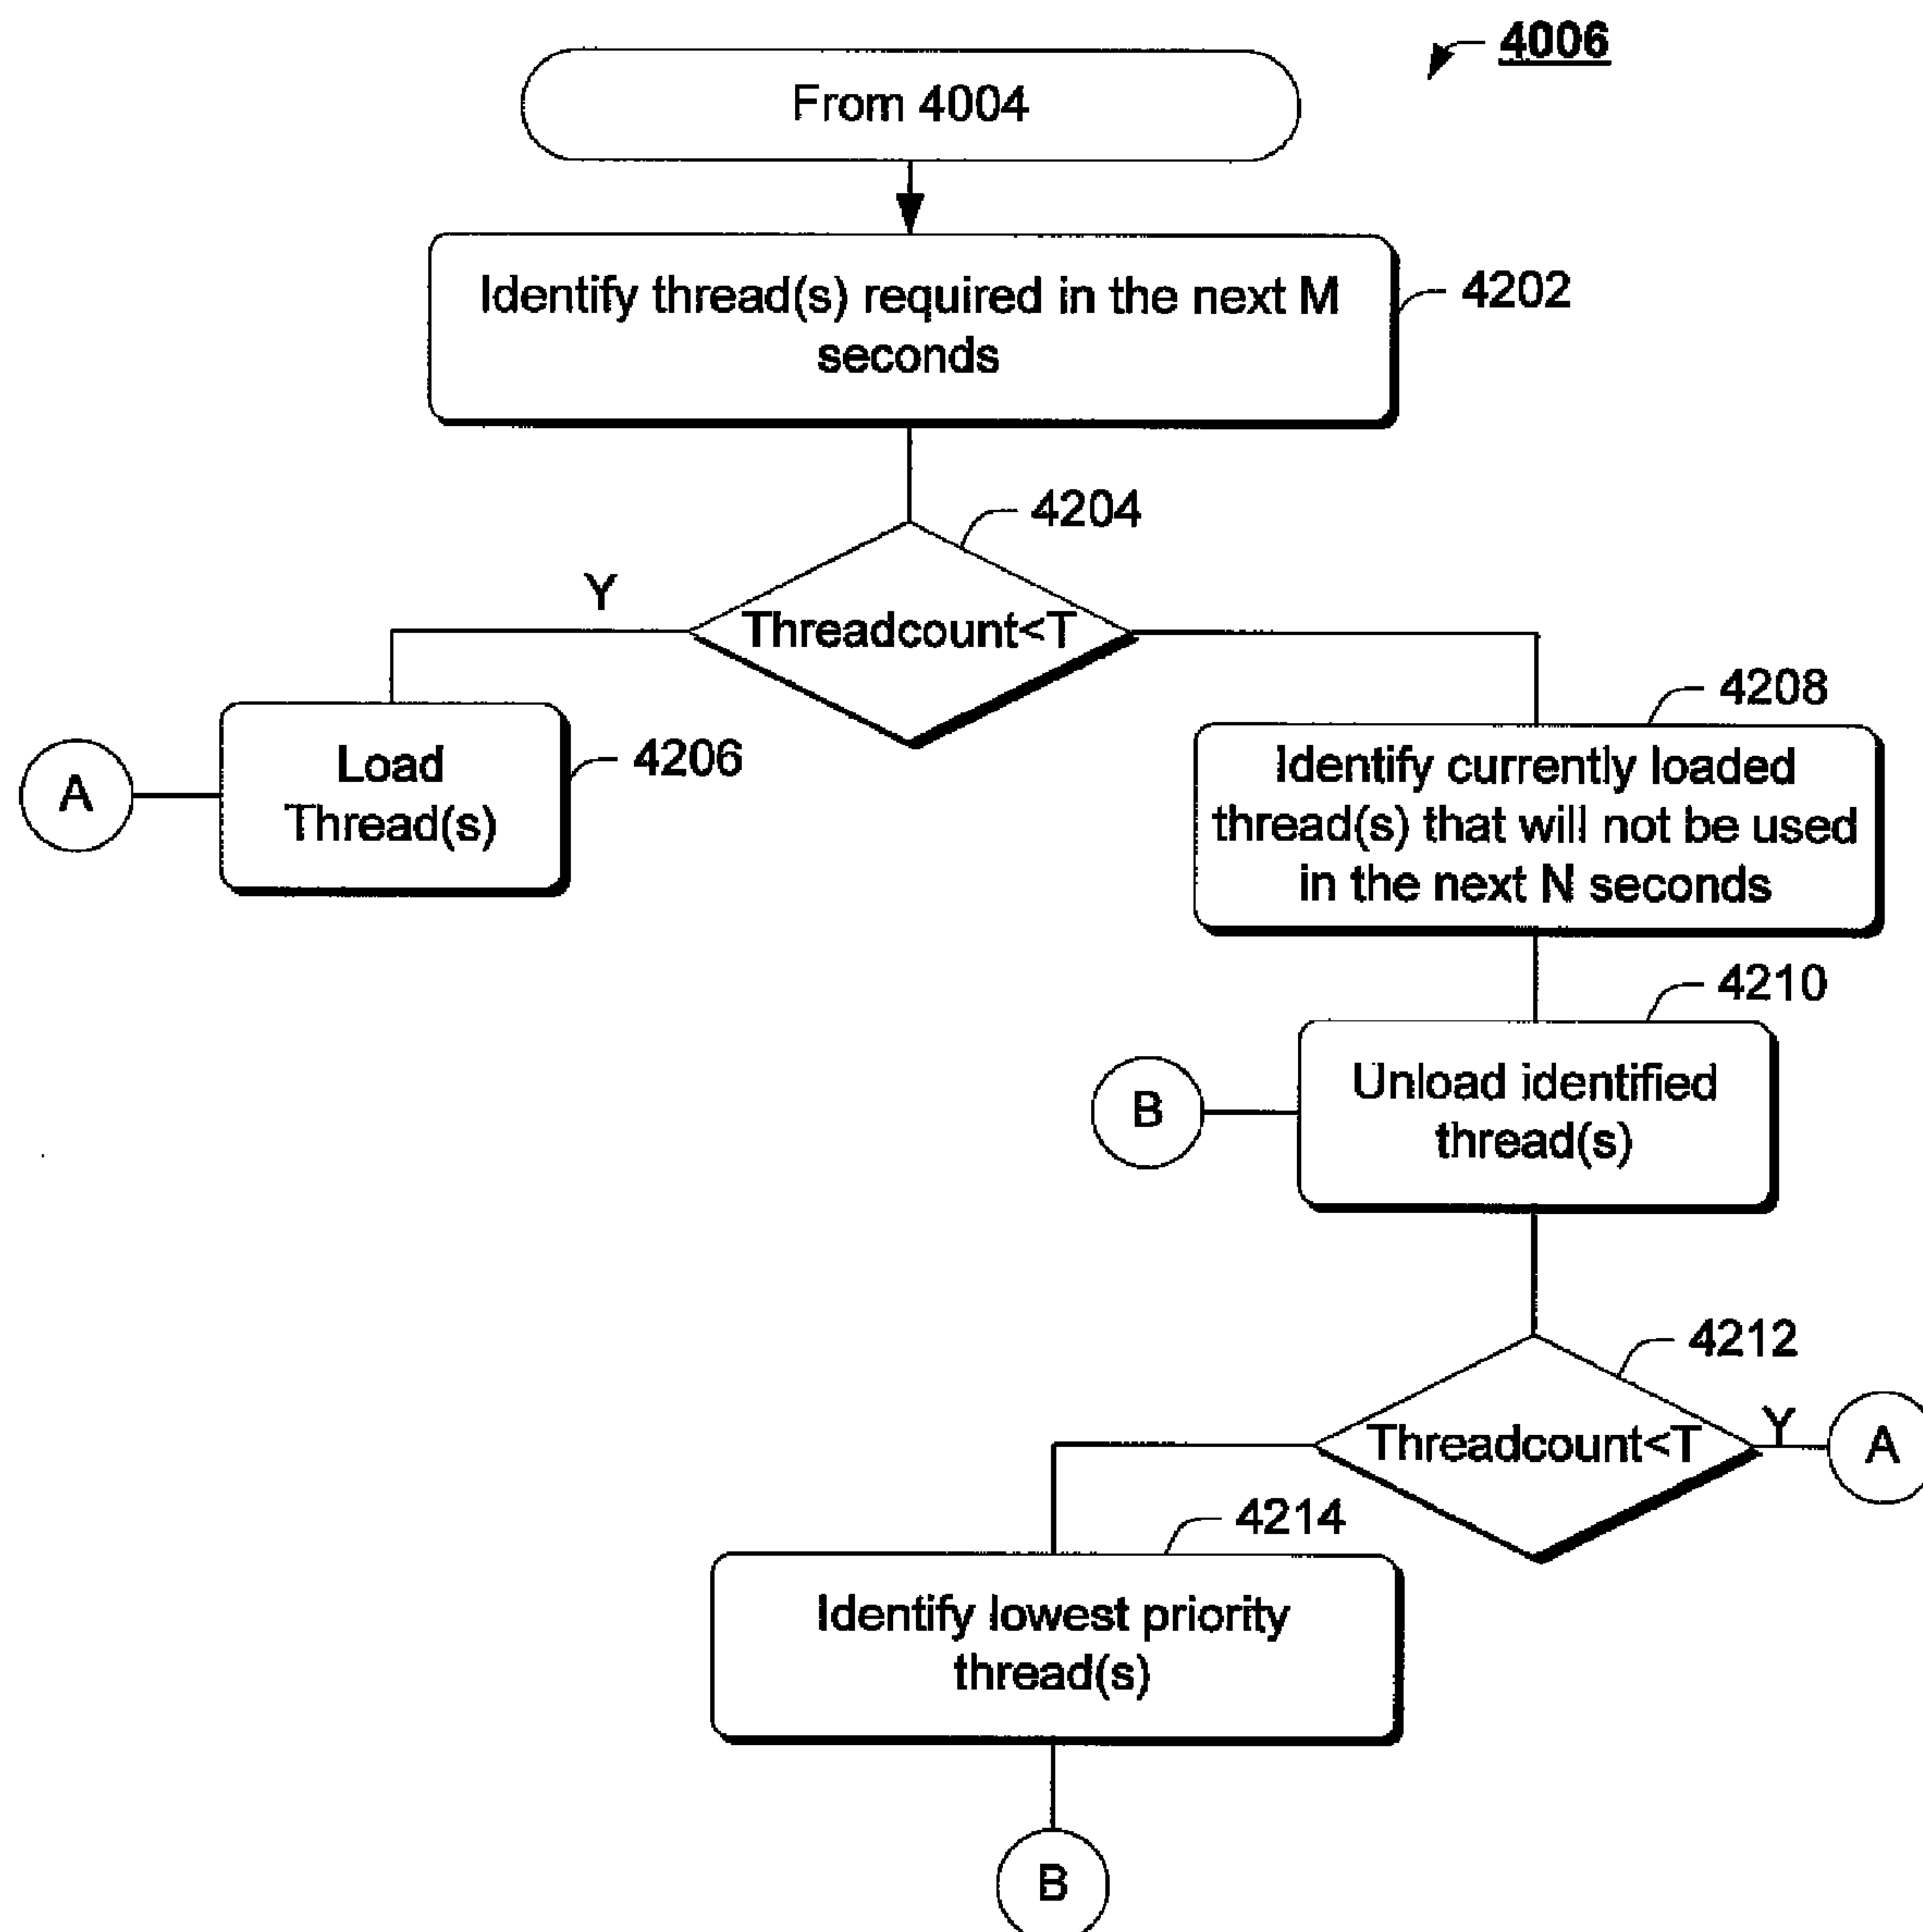 4006
From 4004
Identify thread(s) required in the next M
seconds
4202
4204
Y
Threadcount<T
4208
A
Load
Thread(s)
4206
Identify currently loaded
thread(s) that will not be used
in the next N seconds
4210
B
Unload identified
thread(s)
4212
Threadcount<T
Y
A
4214
Identify lowest priority
thread(s)
B